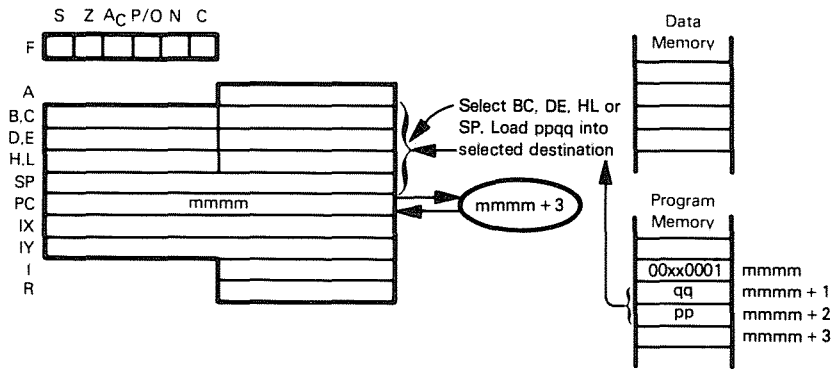 S Z AC P/O N C
F
A
B,C
D,E
H,L
SP
PC mmmm
IX
IY
I
R
Select BC, DE, HL or
SP. Load ppqq into
selected destination
mmmm + 3
Data
Memory
Program
Memory
00xx0001 mmmm
qq mmmm + 1
pp mmmm + 2
mmmm + 3